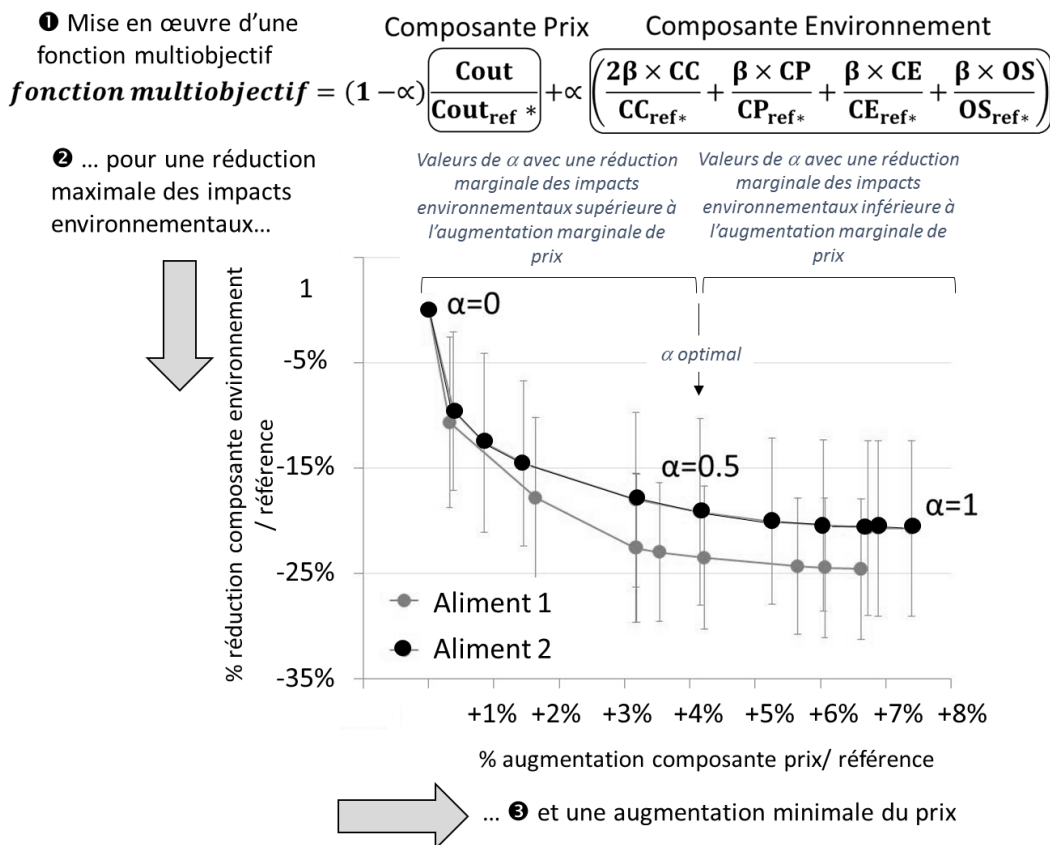 ❶ Mise en œuvre d'une
fonction multiobjectif
Composante Prix
Composante Environnement
fonction multiobjectif = (1 −∝) Cout / Cout_ref * +∝ ( 2β × CC / CC_ref* + β × CP / CP_ref* + β × CE / CE_ref* + β × OS / OS_ref* )
❷ … pour une réduction
maximale des impacts
environnementaux…
Valeurs de α avec une réduction
marginale des impacts
environnementaux supérieure à
l'augmentation marginale de
prix
Valeurs de α avec une réduction
marginale des impacts
environnementaux inférieure à
l'augmentation marginale de
prix
% réduction composante environnement
/ référence
1
-5%
-15%
-25%
-35%
α=0
α optimal
α=0.5
α=1
Aliment 1
Aliment 2
+1% +2% +3% +4% +5% +6% +7% +8%
% augmentation composante prix/ référence
… ❸ et une augmentation minimale du prix